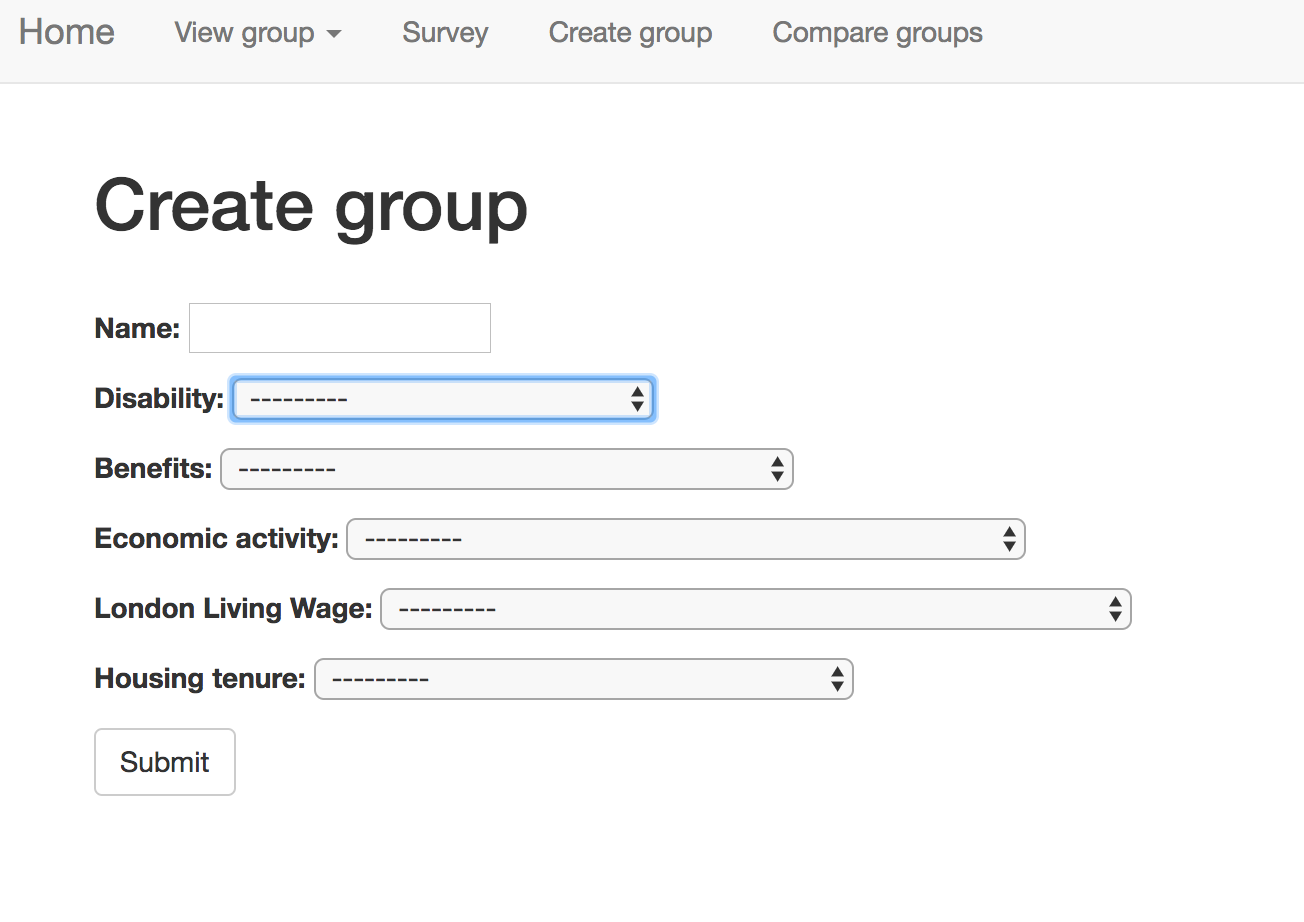 Home View group Survey Create group Compare groups
Create group
Name:
Disability: ---------
Benefits: ---------
Economic activity: ---------
London Living Wage: ---------
Housing tenure: ---------
Submit